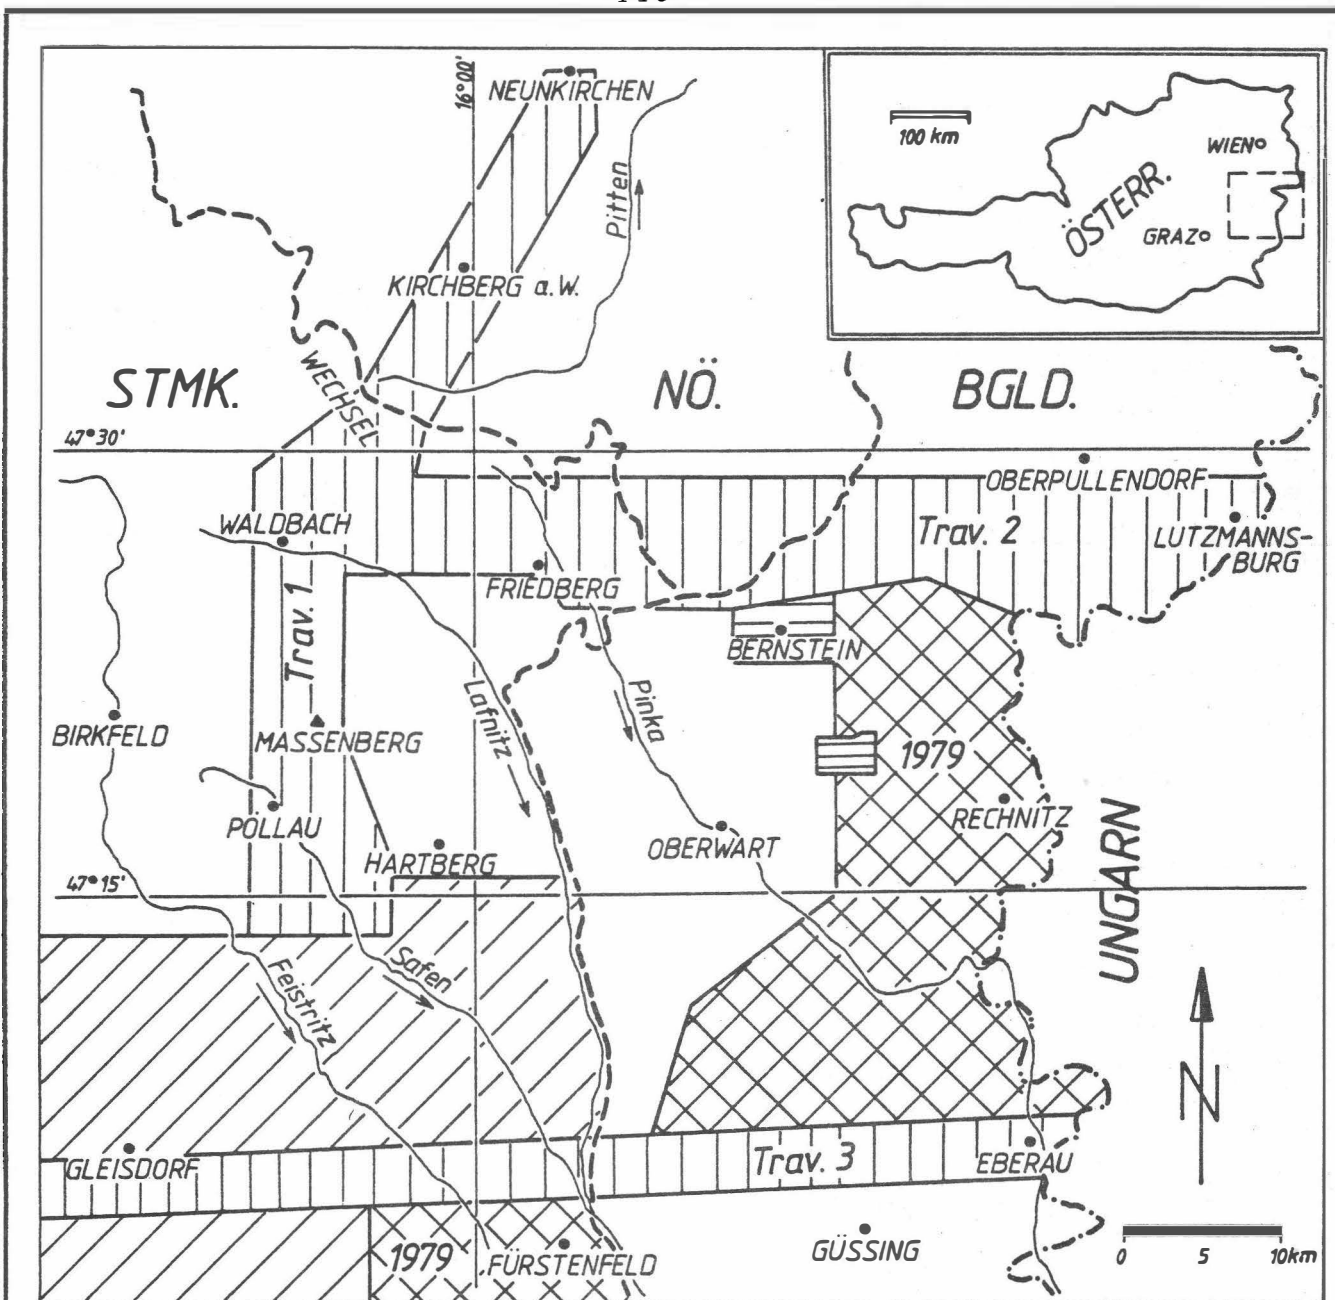 16°00'
NEUNKIRCHEN
100 km
WIEN
ÖSTERR.
GRAZ
Pitten
KIRCHBERG a.W.
WECHSEL
STMK.
NÖ.
BGLD.
47°30'
OBERPULLENDORF
WALDBACH
Trav. 2
LUTZMANNS-
BURG
FRIEDBERG
Trav. 1
BERNSTEIN
Lafnitz
Pinka
BIRKFELD
MASSENBERG
1979
PÖLLAU
RECHNITZ
HARTBERG
OBERWART
47°15'
UNGARN
Safen
Feistritz
N
GLEISDORF
Trav. 3
EBERAU
1979
FÜRSTENFELD
GÜSSING
0 5 10km